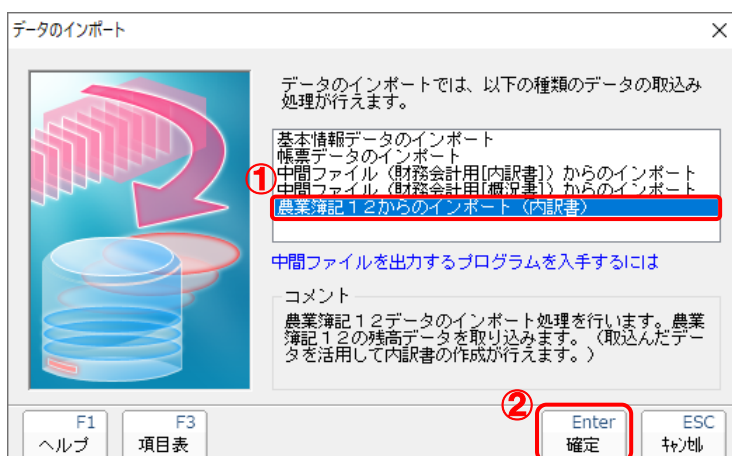 データのインポート
データのインポートでは、以下の種類のデータの取込み
処理が行えます。
基本情報データのインポート
帳票データのインポート
中間ファイル（財務会計用[内訳書]）からのインポート
①
中間ファイル（財務会計用[概況書]）からのインポート
農業簿記１２からのインポート（内訳書）
中間ファイルを出力するプログラムを入手するには
コメント
農業簿記１２データのインポート処理を行います。農業
簿記１２の残高データを取り込みます。（取込んだデー
タを活用して内訳書の作成が行えます。）
②
F1
ヘルプ
F3
項目表
Enter
確定
ESC
ｷｬﾝｾﾙ